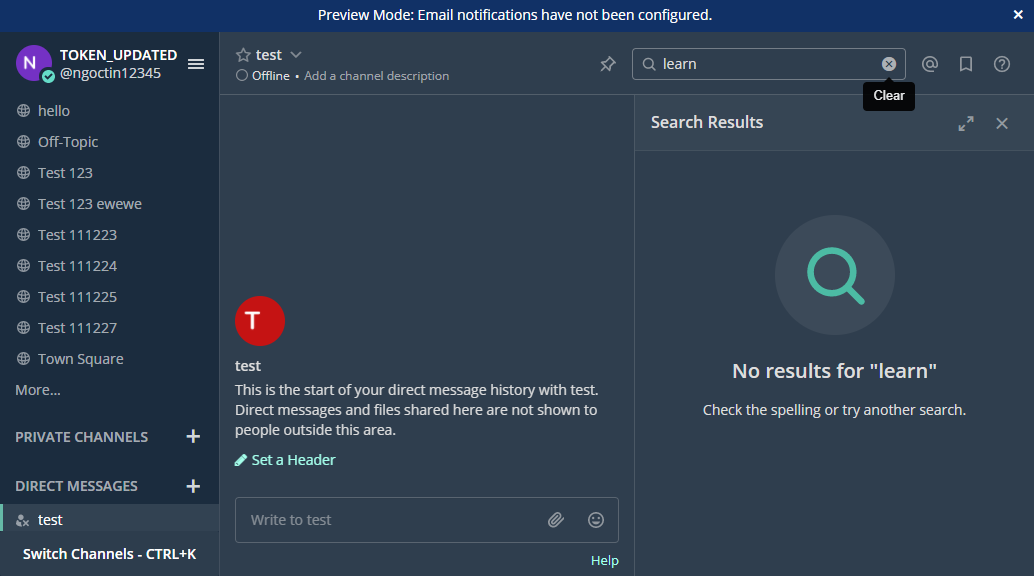 Preview Mode: Email notifications have not been configured.
N
TOKEN_UPDATED
@ngoctin12345
hello
Off-Topic
Test 123
Test 123 ewewe
Test 111223
Test 111224
Test 111225
Test 111227
Town Square
More...
PRIVATE CHANNELS
DIRECT MESSAGES
test
Switch Channels - CTRL+K
test
Offline • Add a channel description
learn
Clear
T
test
This is the start of your direct message history with test.
Direct messages and files shared here are not shown to
people outside this area.
Set a Header
Write to test
Help
Search Results
No results for "learn"
Check the spelling or try another search.